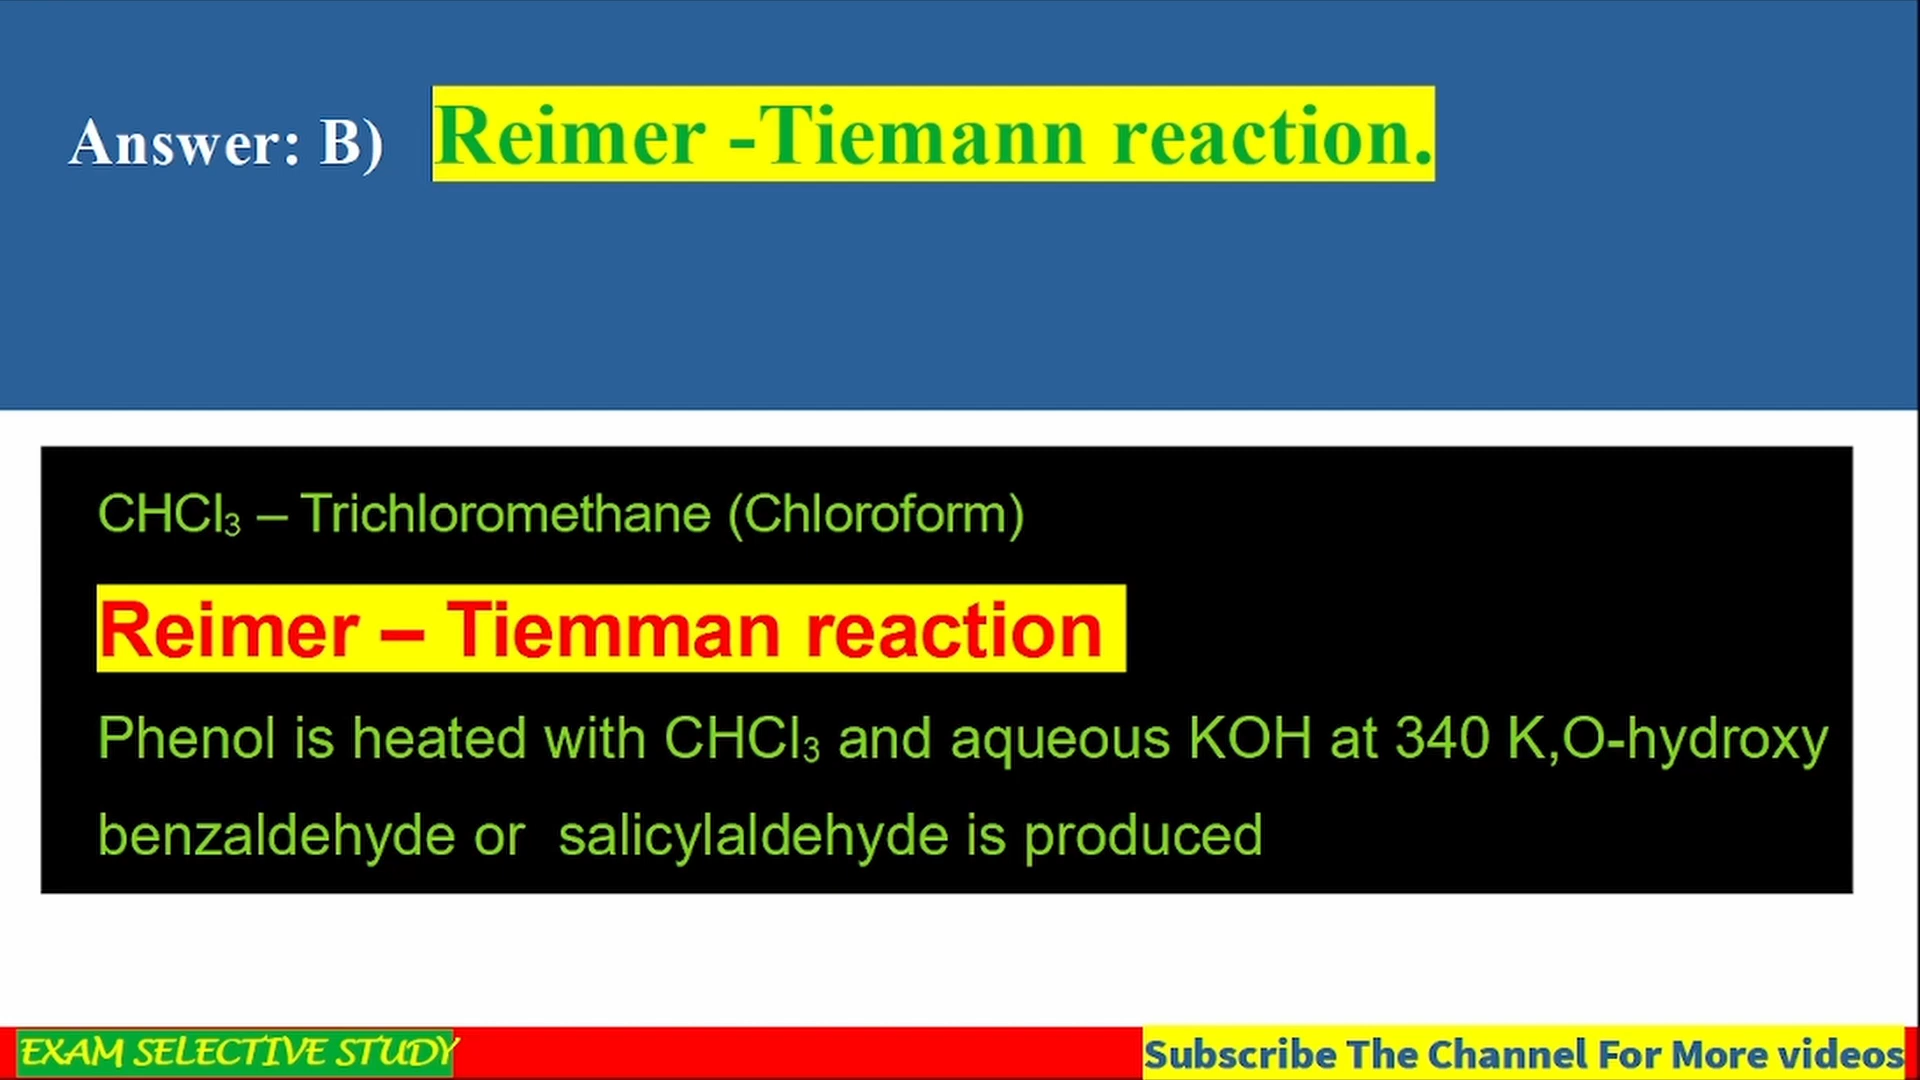 Answer: B) Reimer -Tiemann reaction.
CHCl₃ – Trichloromethane (Chloroform)
Reimer – Tiemman reaction
Phenol is heated with CHCl₃ and aqueous KOH at 340 K,O-hydroxy
benzaldehyde or salicylaldehyde is produced
EXAM SELECTIVE STUDY
Subscribe The Channel For More videos